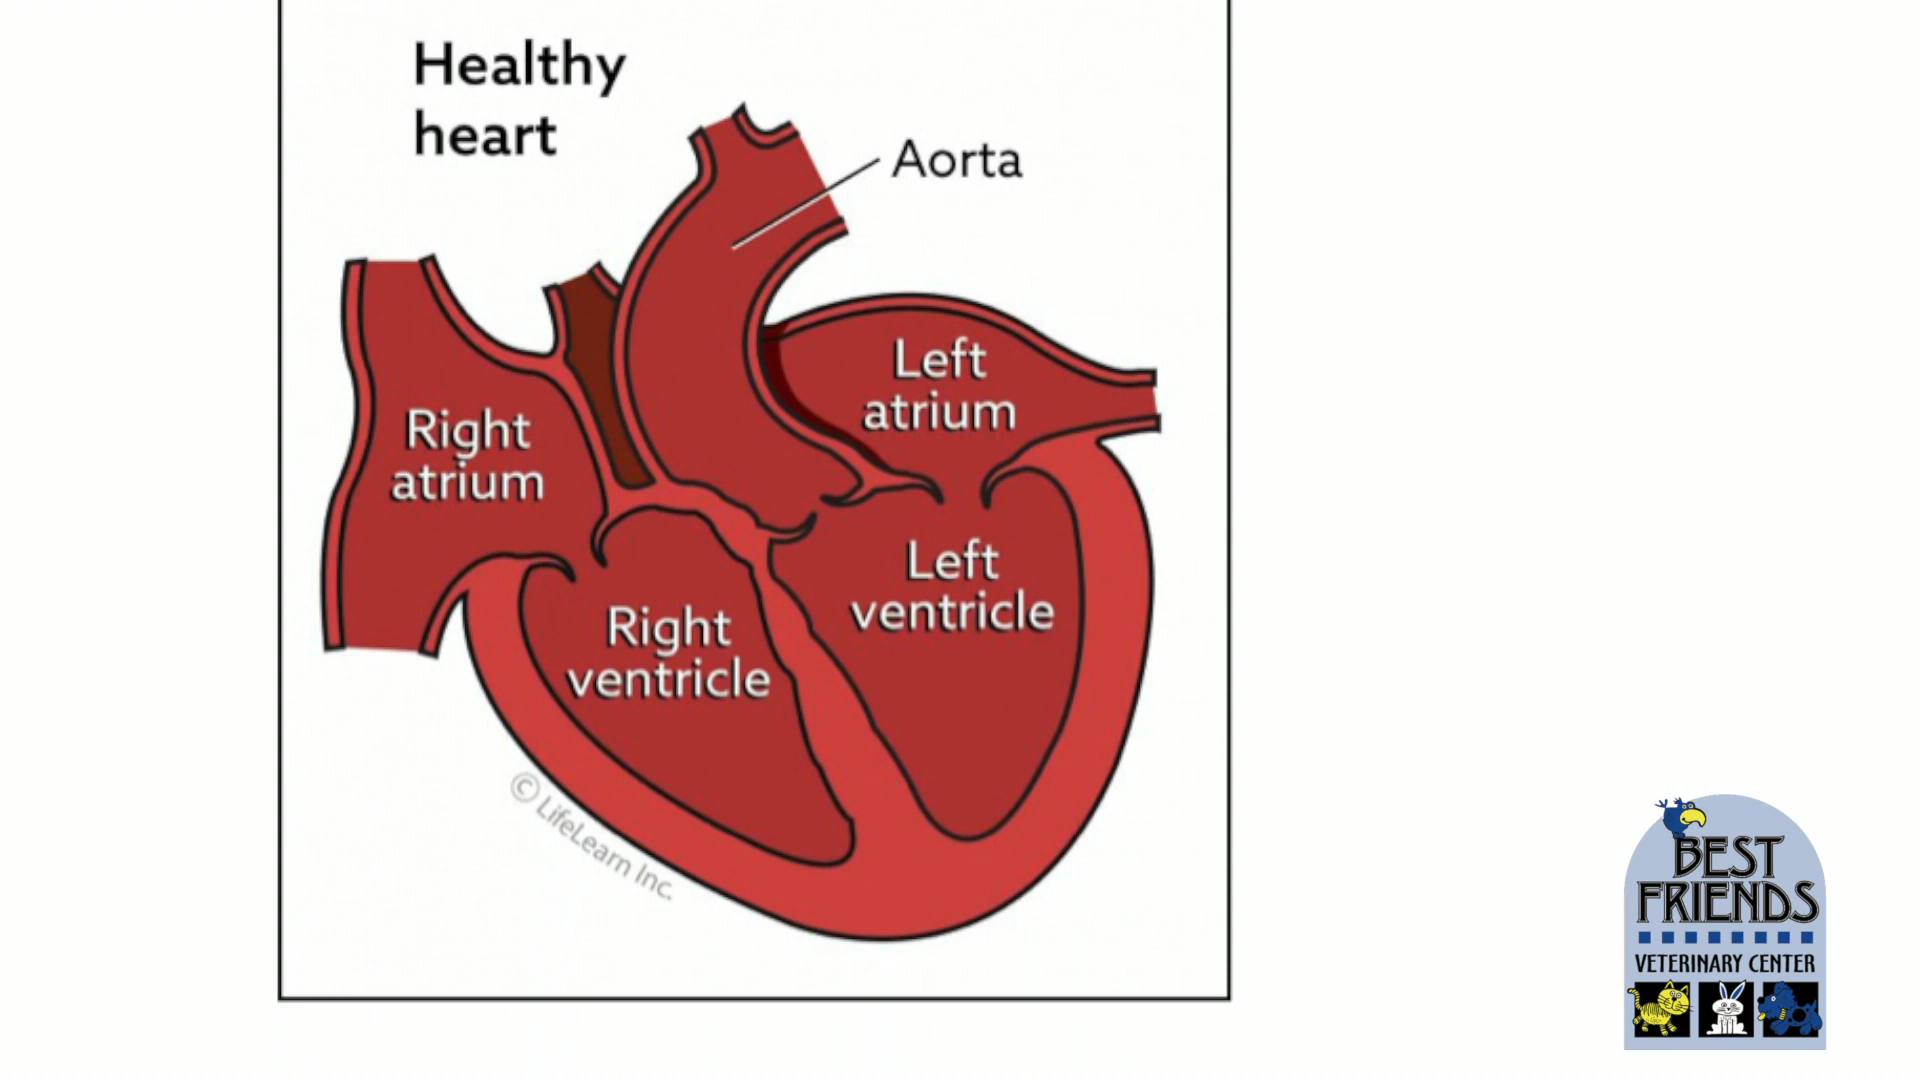 Healthy
heart
Aorta
Left
atrium
Right
atrium
Left
ventricle
Right
ventricle
© LifeLearn Inc.
BEST
FRIENDS
VETERINARY CENTER